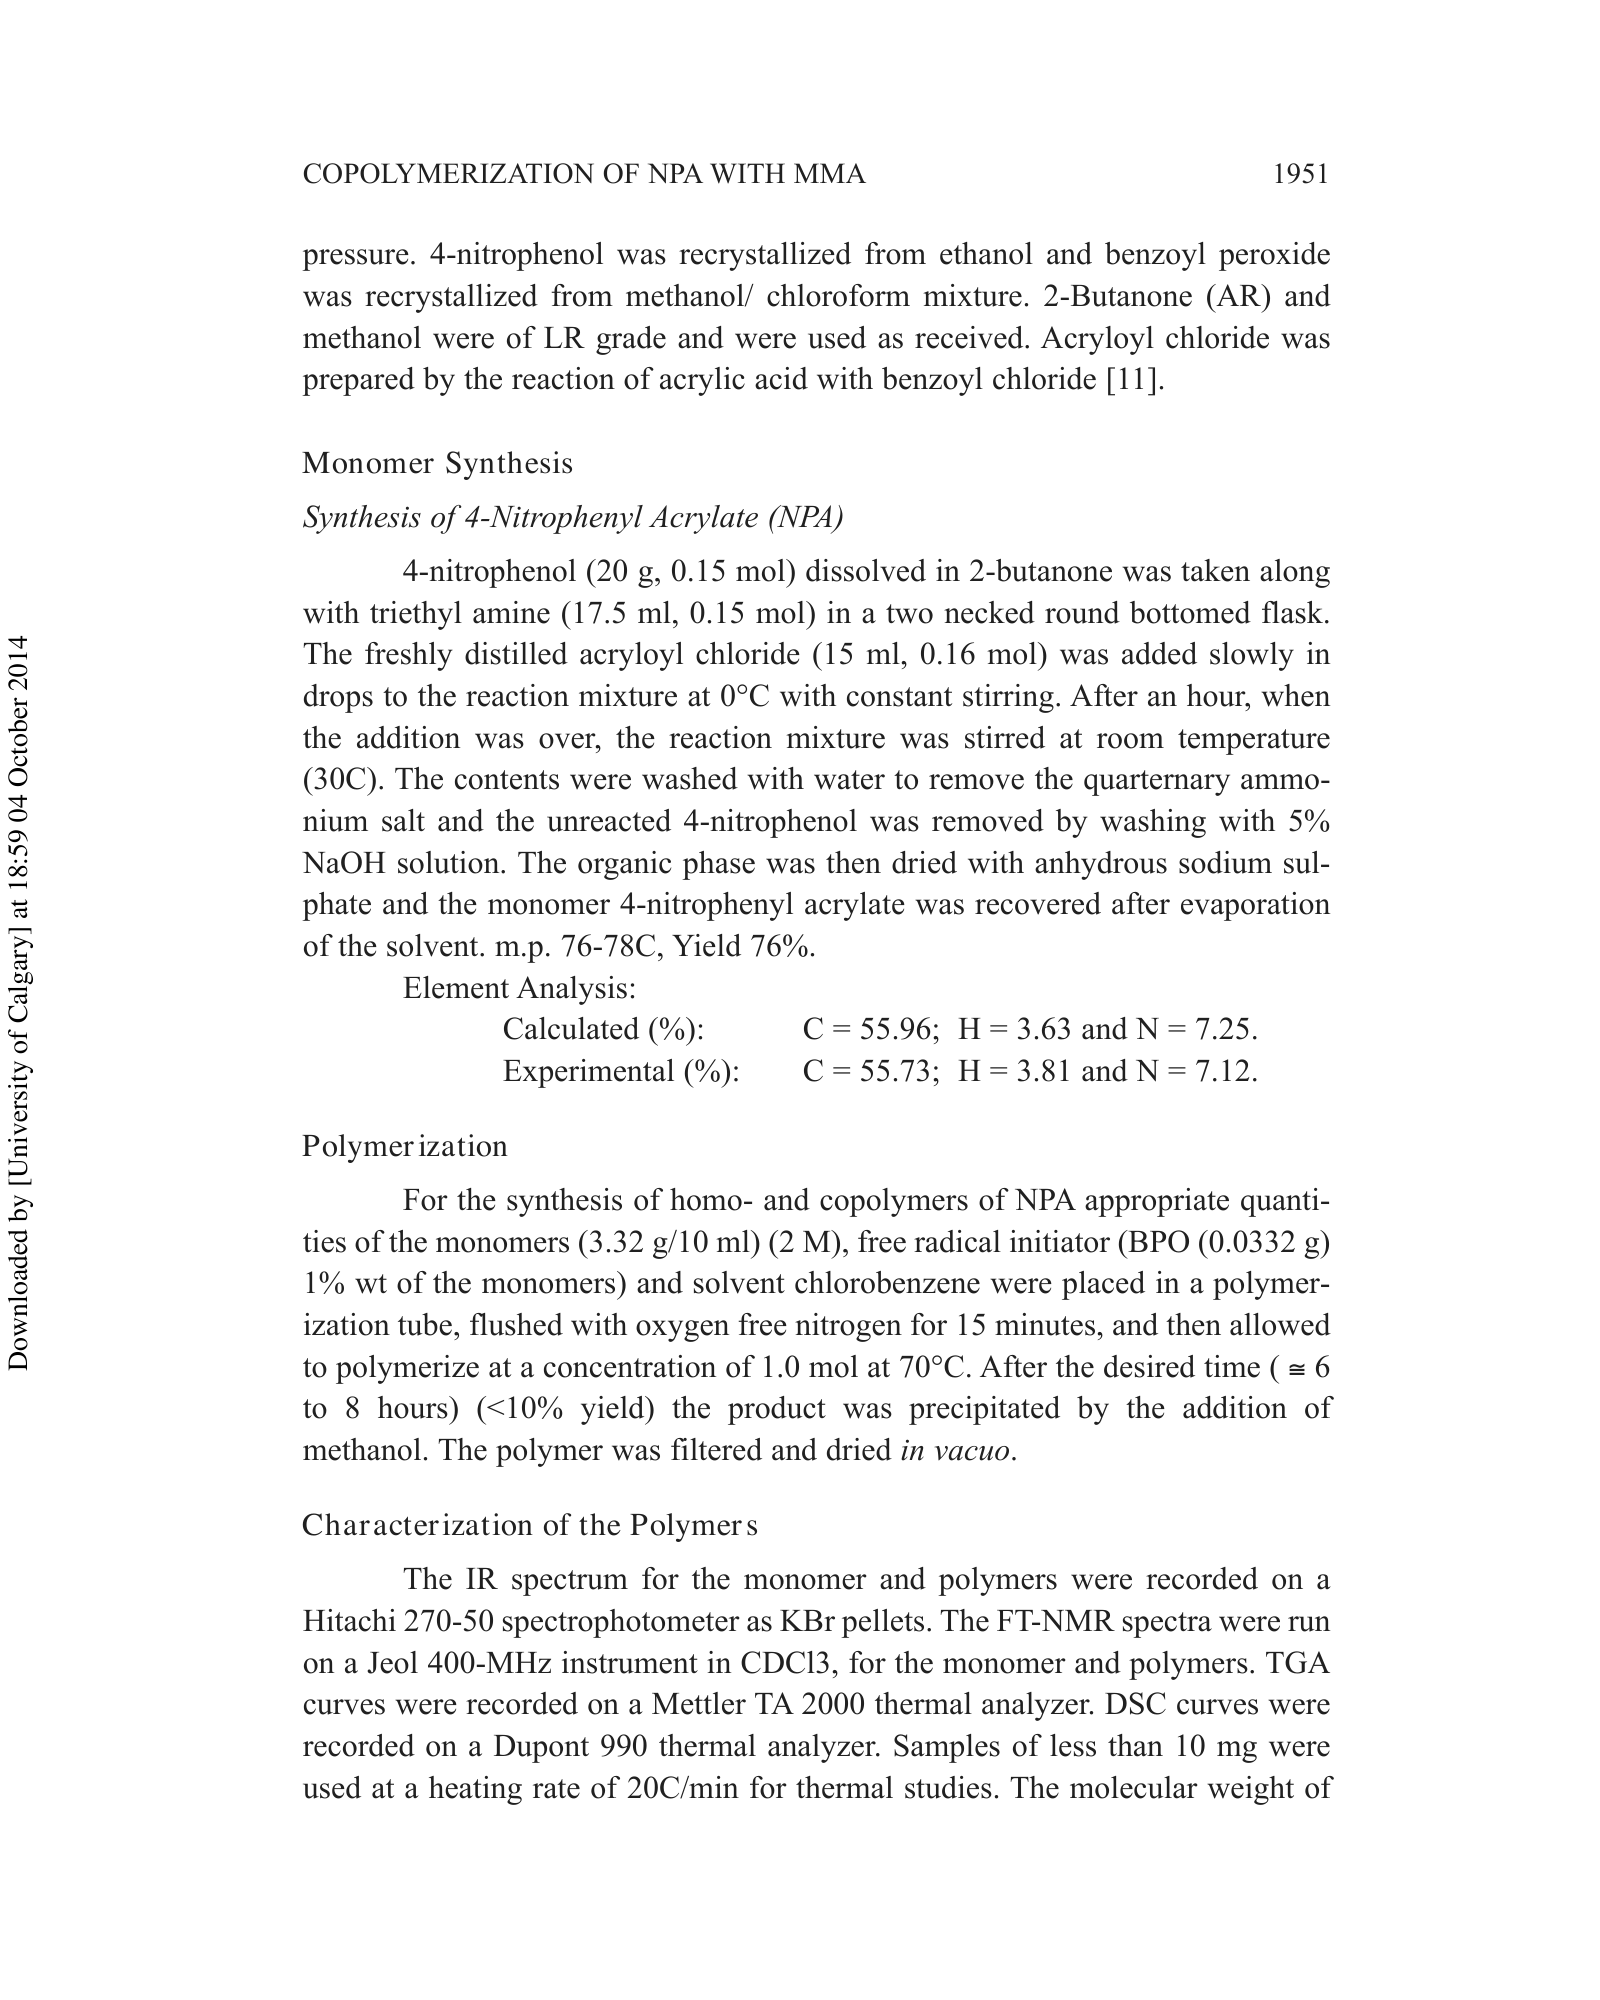 COPOLYMERIZATION OF NPA WITH MMA 1951
pressure. 4-nitrophenol was recrystallized from ethanol and benzoyl peroxide
was recrystallized from methanol/ chloroform mixture. 2-Butanone (AR) and
methanol were of LR grade and were used as received. Acryloyl chloride was
prepared by the reaction of acrylic acid with benzoyl chloride [11].
Monomer Synthesis
Synthesis of 4-Nitrophenyl Acrylate (NPA)
4-nitrophenol (20 g, 0.15 mol) dissolved in 2-butanone was taken along
with triethyl amine (17.5 ml, 0.15 mol) in a two necked round bottomed flask.
The freshly distilled acryloyl chloride (15 ml, 0.16 mol) was added slowly in
drops to the reaction mixture at 0°C with constant stirring. After an hour, when
the addition was over, the reaction mixture was stirred at room temperature
(30C). The contents were washed with water to remove the quarternary ammo-
nium salt and the unreacted 4-nitrophenol was removed by washing with 5%
NaOH solution. The organic phase was then dried with anhydrous sodium sul-
phate and the monomer 4-nitrophenyl acrylate was recovered after evaporation
of the solvent. m.p. 76-78C, Yield 76%.
Element Analysis:
Calculated (%): C = 55.96; H = 3.63 and N = 7.25.
Experimental (%): C = 55.73; H = 3.81 and N = 7.12.
Polymerization
For the synthesis of homo- and copolymers of NPA appropriate quanti-
ties of the monomers (3.32 g/10 ml) (2 M), free radical initiator (BPO (0.0332 g)
1% wt of the monomers) and solvent chlorobenzene were placed in a polymer-
ization tube, flushed with oxygen free nitrogen for 15 minutes, and then allowed
to polymerize at a concentration of 1.0 mol at 70°C. After the desired time ( ≅ 6
to 8 hours) (<10% yield) the product was precipitated by the addition of
methanol. The polymer was filtered and dried in vacuo.
Characterization of the Polymers
The IR spectrum for the monomer and polymers were recorded on a
Hitachi 270-50 spectrophotometer as KBr pellets. The FT-NMR spectra were run
on a Jeol 400-MHz instrument in CDCl3, for the monomer and polymers. TGA
curves were recorded on a Mettler TA 2000 thermal analyzer. DSC curves were
recorded on a Dupont 990 thermal analyzer. Samples of less than 10 mg were
used at a heating rate of 20C/min for thermal studies. The molecular weight of
Downloaded by [University of Calgary] at 18:59 04 October 2014